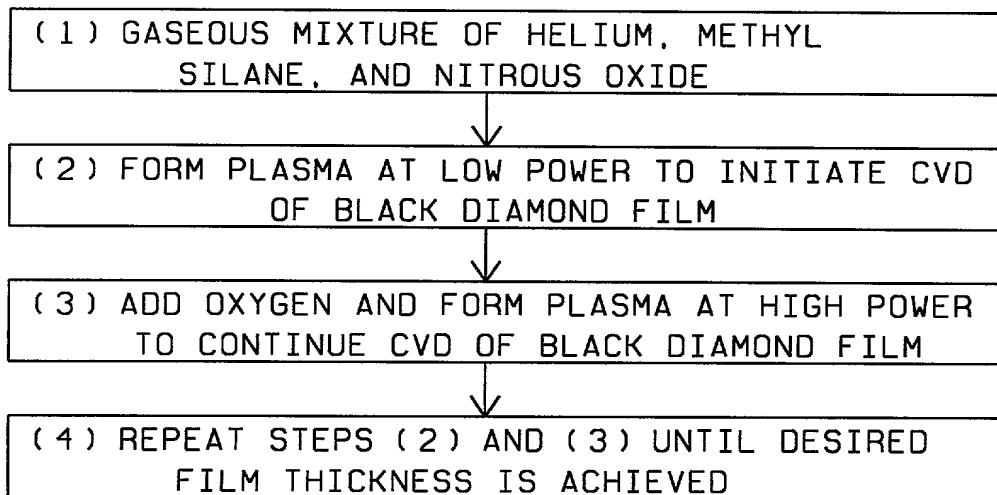 (1) GASEOUS MIXTURE OF HELIUM, METHYL
SILANE, AND NITROUS OXIDE
(2) FORM PLASMA AT LOW POWER TO INITIATE CVD
OF BLACK DIAMOND FILM
(3) ADD OXYGEN AND FORM PLASMA AT HIGH POWER
TO CONTINUE CVD OF BLACK DIAMOND FILM
(4) REPEAT STEPS (2) AND (3) UNTIL DESIRED
FILM THICKNESS IS ACHIEVED